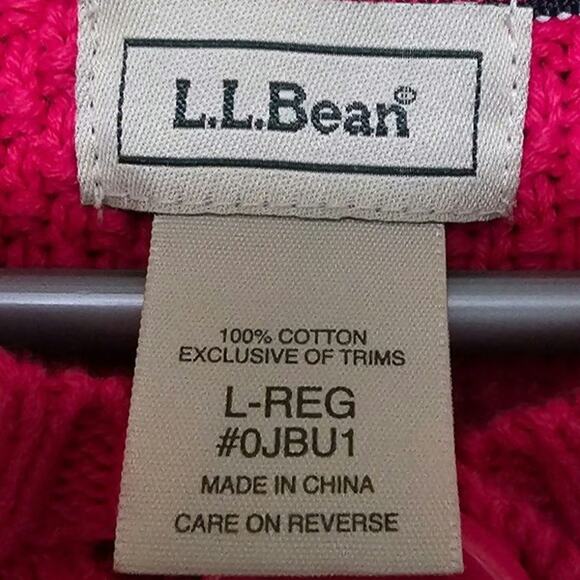 L.L.Bean®
100% COTTON
EXCLUSIVE OF TRIMS
L-REG
#0JBU1
MADE IN CHINA
CARE ON REVERSE